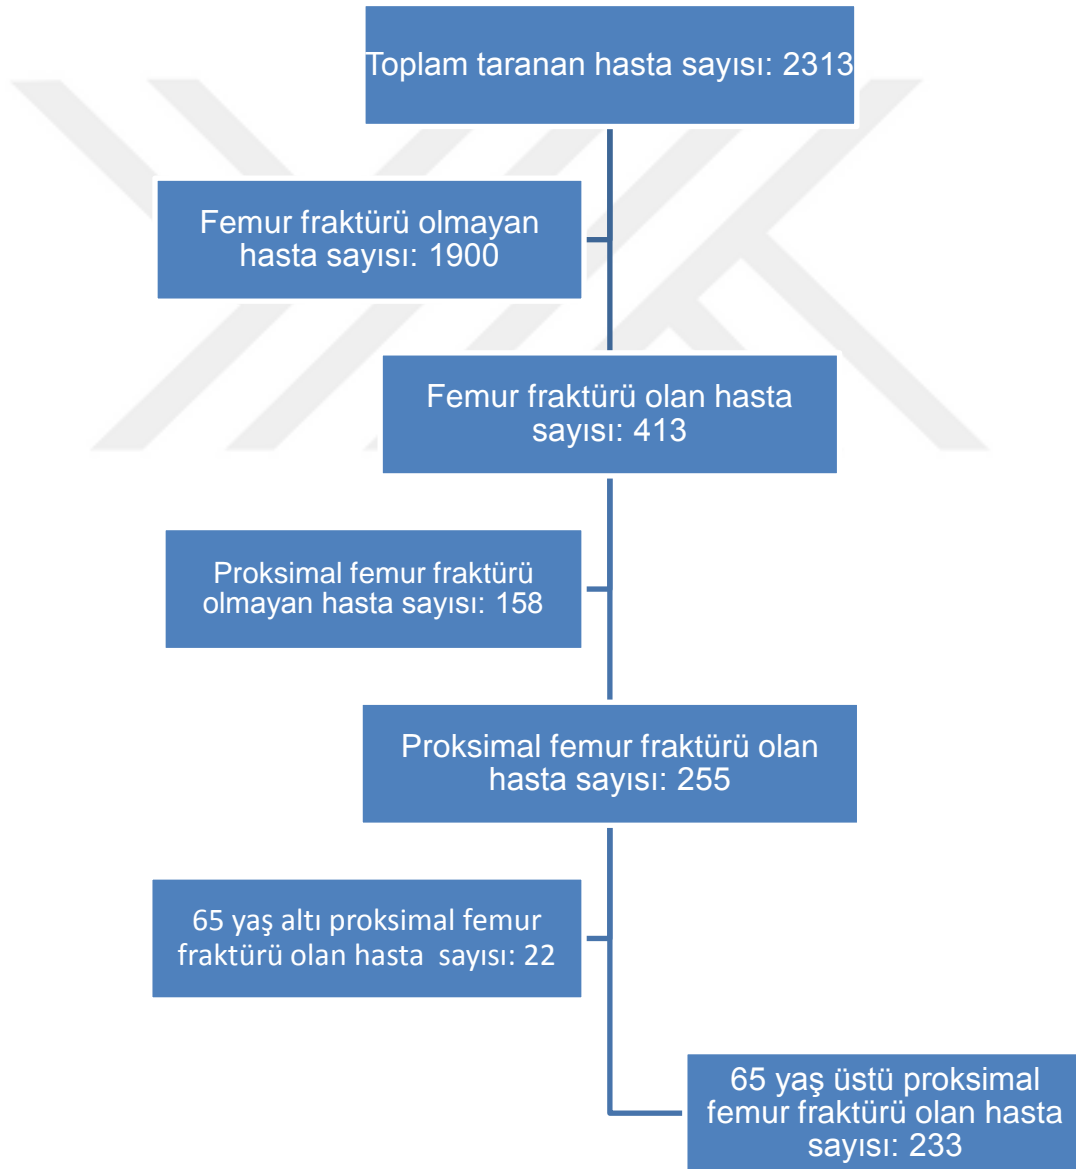 Toplam taranan hasta sayısı: 2313
Femur fraktürü olmayan
hasta sayısı: 1900
Femur fraktürü olan hasta
sayısı: 413
Proksimal femur fraktürü
olmayan hasta sayısı: 158
Proksimal femur fraktürü olan
hasta sayısı: 255
65 yaş altı proksimal femur
fraktürü olan hasta  sayısı: 22
65 yaş üstü proksimal
femur fraktürü olan hasta
sayısı: 233